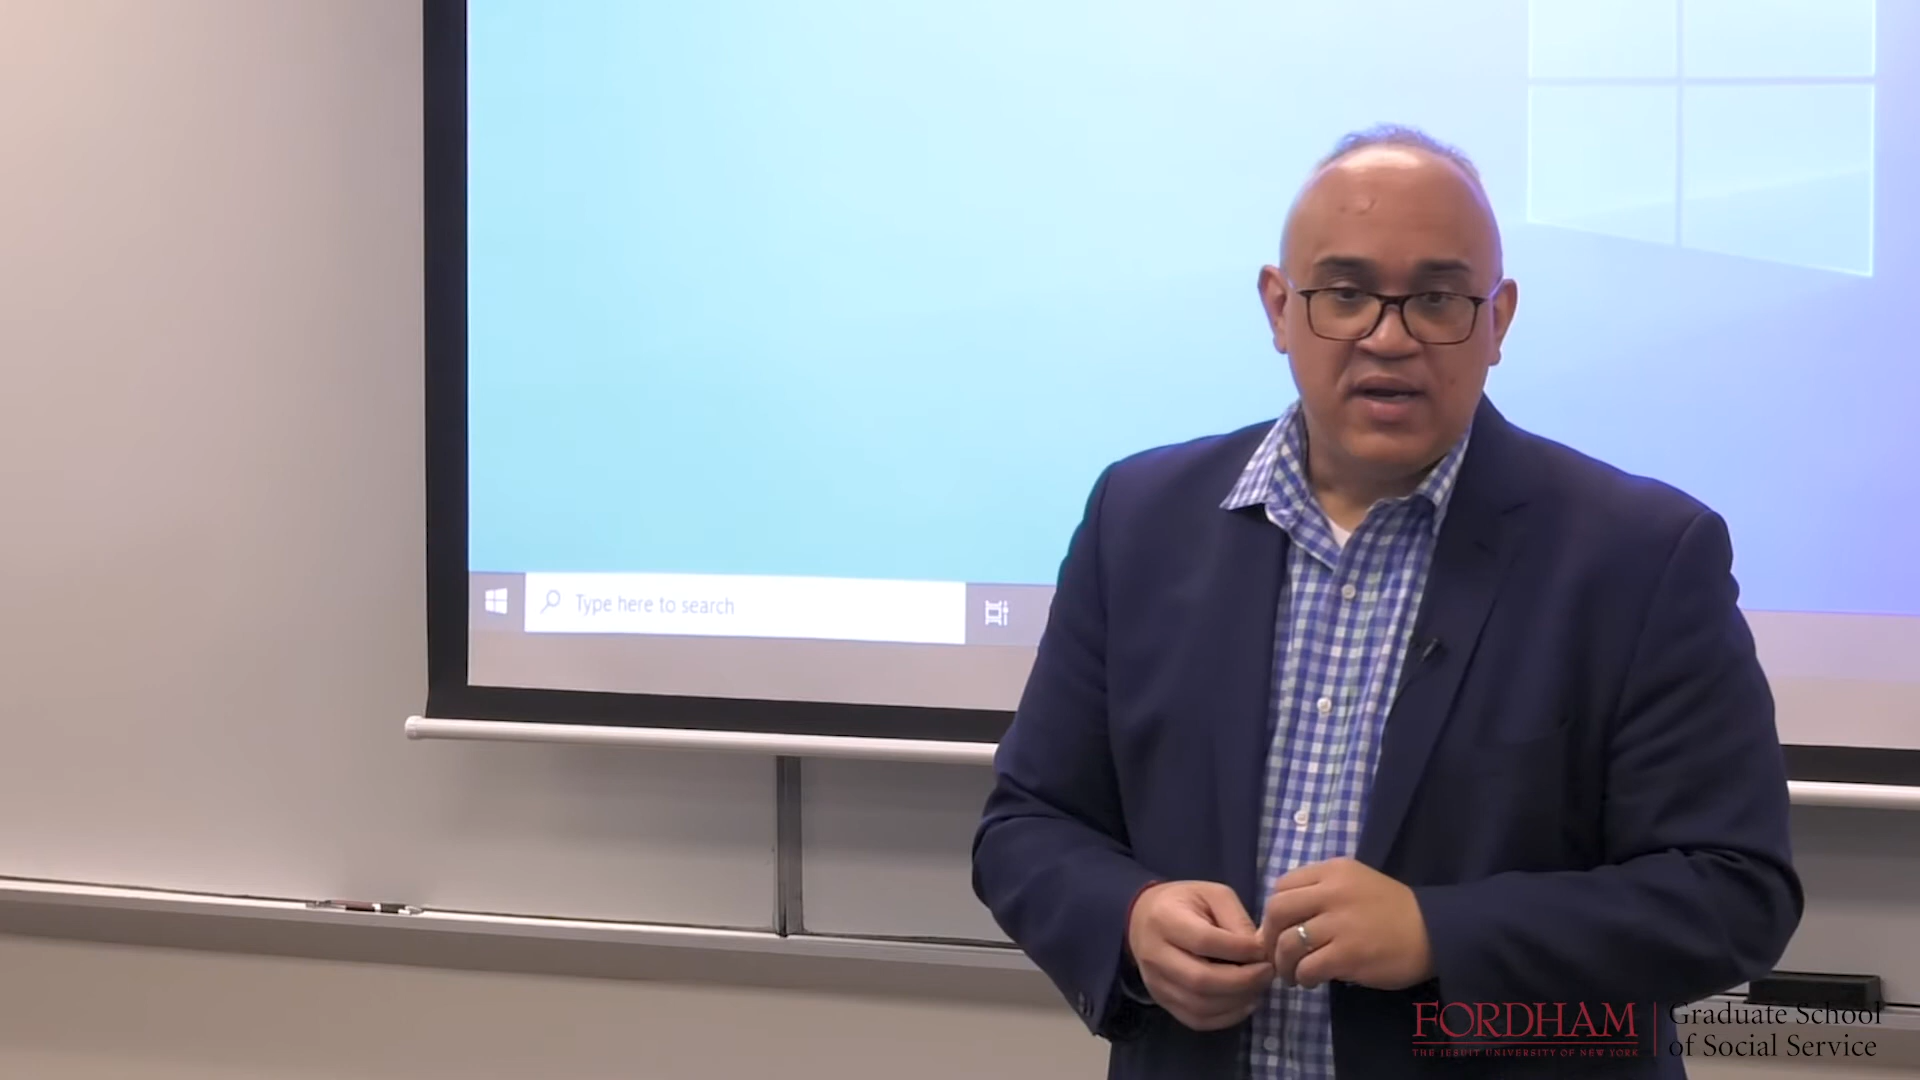 Type here to search
FORDHAM
THE JESUIT UNIVERSITY OF NEW YORK
Graduate School
of Social Service